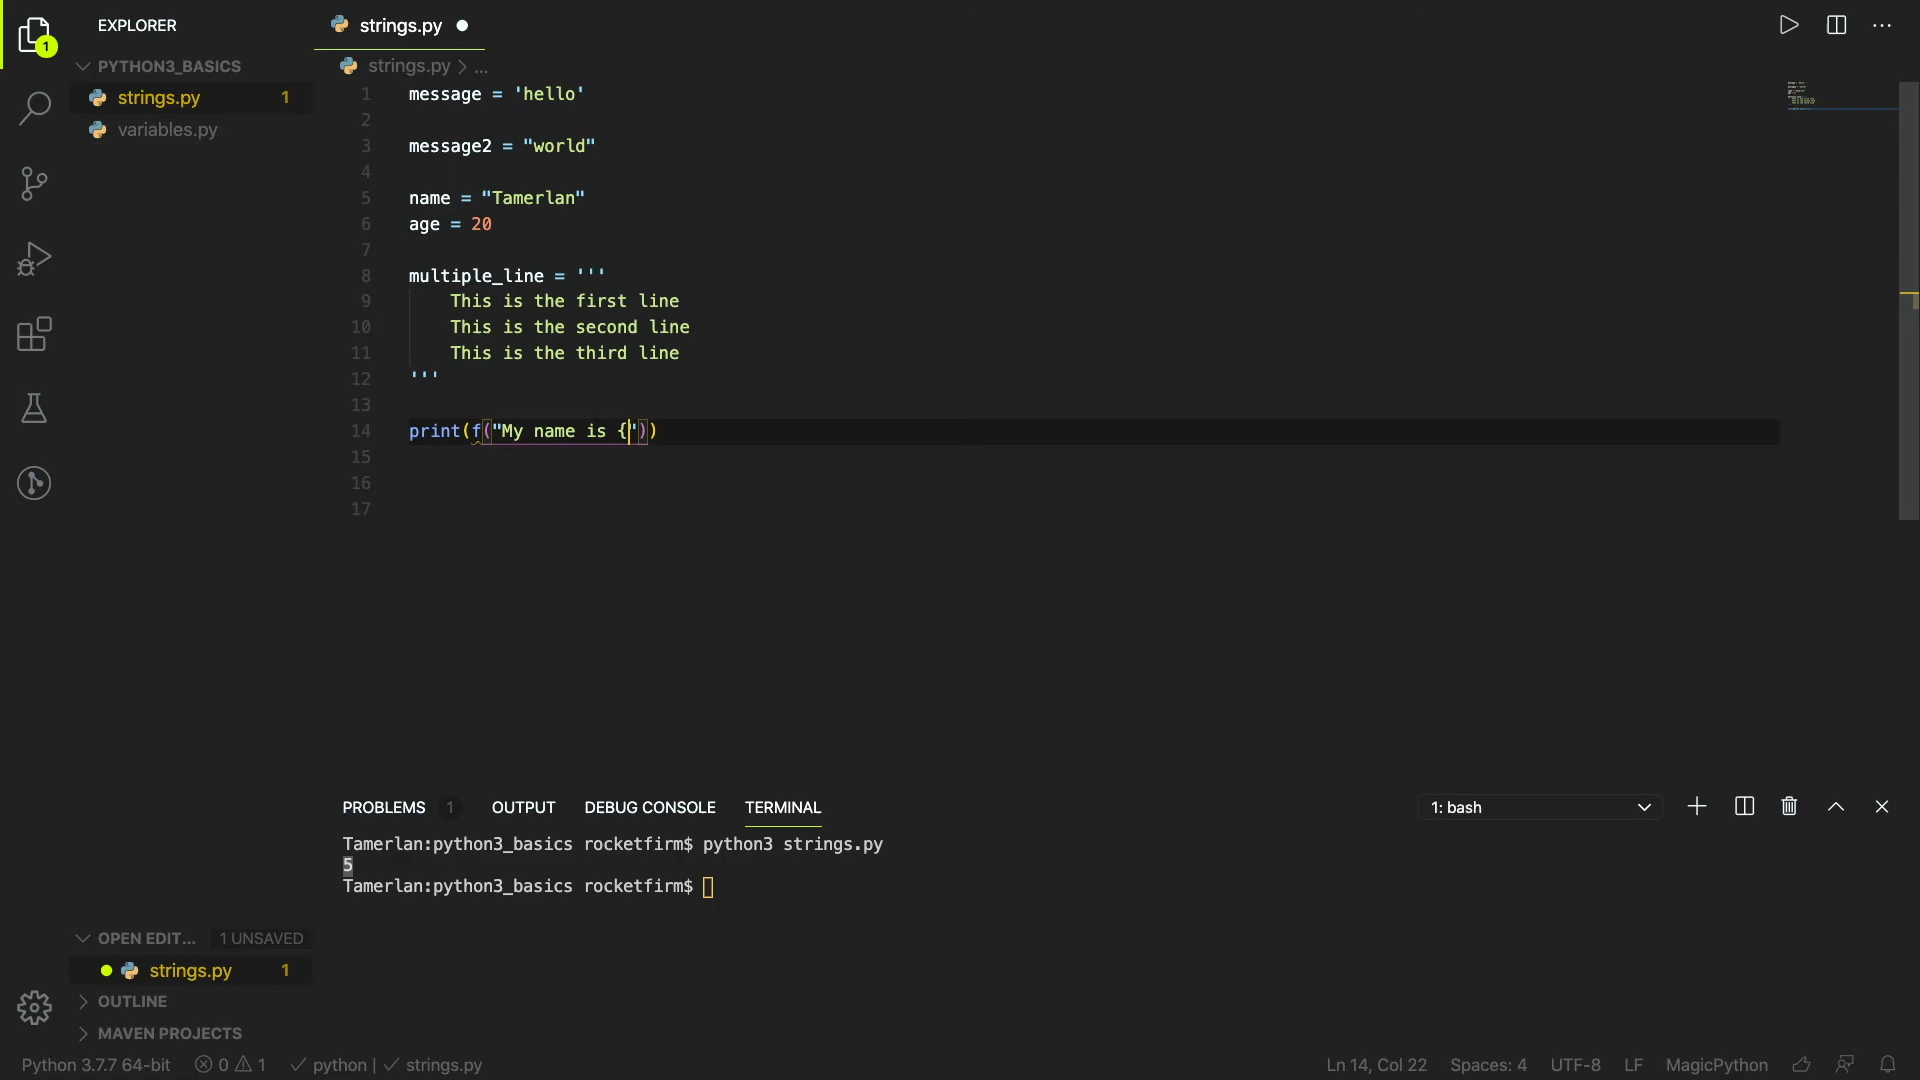 EXPLORER
strings.py
1
PYTHON3_BASICS
strings.py > ...
strings.py 1
variables.py
1 message = 'hello'
2
3 message2 = "world"
4
5 name = "Tamerlan"
6 age = 20
7
8 multiple_line = '''
9 This is the first line
10 This is the second line
11 This is the third line
12 '''
13
14 print(f("My name is {"))
15
16
17
PROBLEMS 1 OUTPUT DEBUG CONSOLE TERMINAL 1: bash
Tamerlan:python3_basics rocketfirm$ python3 strings.py
5
Tamerlan:python3_basics rocketfirm$
OPEN EDIT... 1 UNSAVED
strings.py 1
OUTLINE
MAVEN PROJECTS
Python 3.7.7 64-bit 0 1 python | strings.py Ln 14, Col 22 Spaces: 4 UTF-8 LF MagicPython